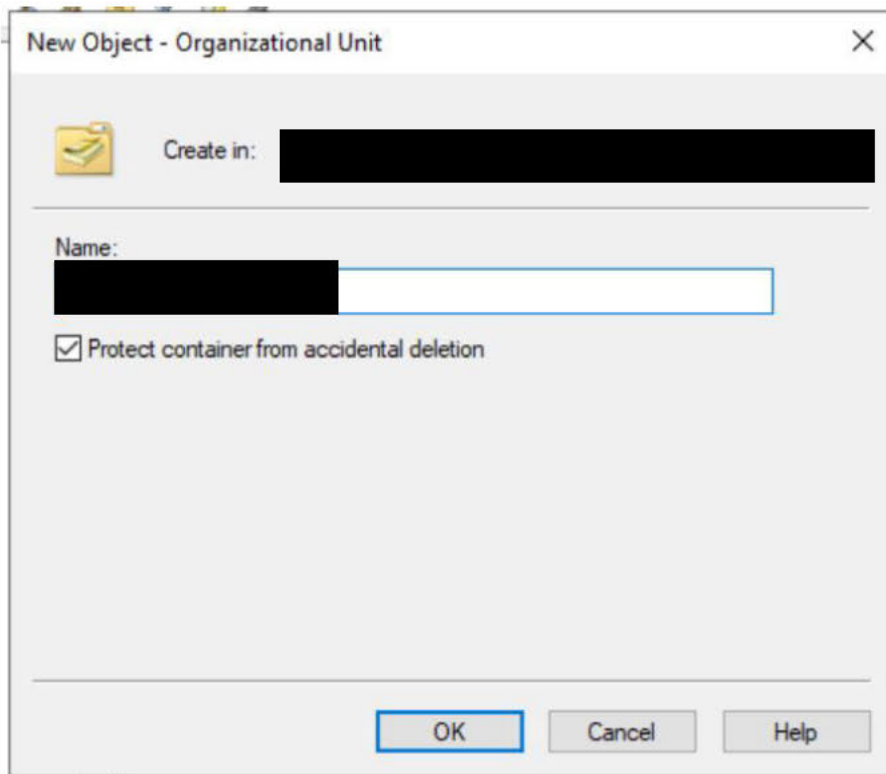 New Object - Organizational Unit
Create in:
Name:
Protect container from accidental deletion
OK
Cancel
Help